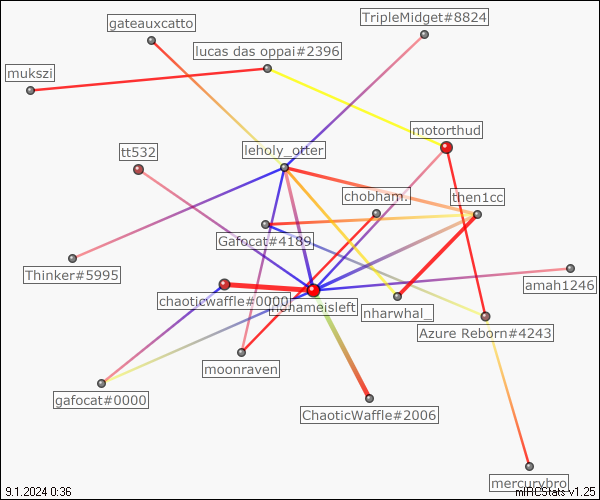 gateauxcatto
TripleMidget#8824
lucas das oppai#2396
mukszi
motorthud
tt532
leholy_otter
chobham.
then1cc
Gafocat#4189
Thinker#5995
amah1246
chaoticwaffle#0000
nonameisleft
nharwhal_
Azure Reborn#4243
moonraven
gafocat#0000
ChaoticWaffle#2006
mercurybro
9.1.2024 0:36
mIRCStats v1.25